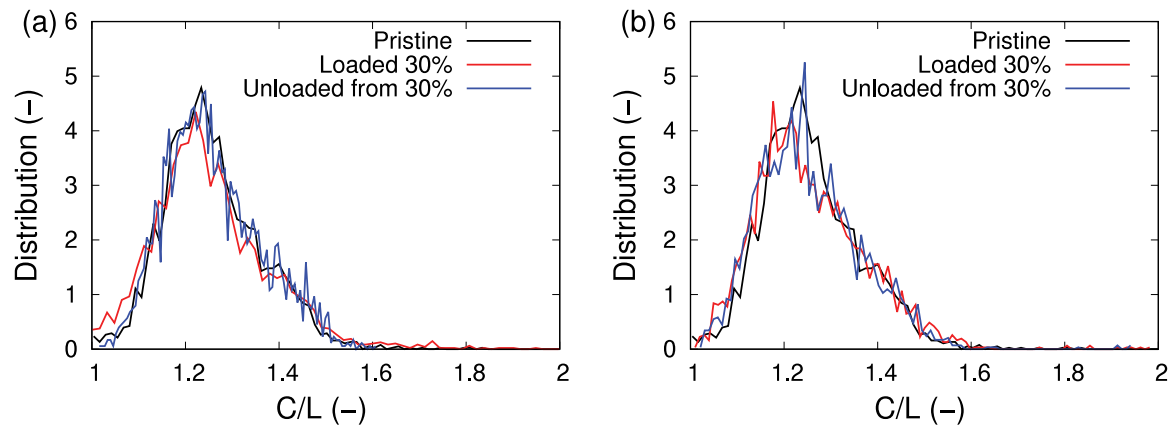 (a)
6
5
4
3
2
1
0
Distribution (–)
Pristine
Loaded 30%
Unloaded from 30%
1
1.2
1.4
1.6
1.8
2
C/L (–)
(b)
6
5
4
3
2
1
0
Distribution (–)
Pristine
Loaded 30%
Unloaded from 30%
1
1.2
1.4
1.6
1.8
2
C/L (–)